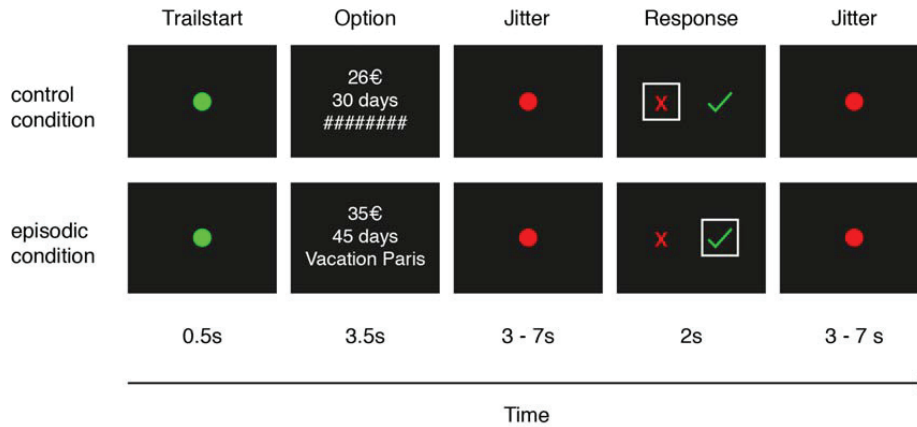 Trailstart Option Jitter Response Jitter
control
condition
26€
30 days
########
X
episodic
condition
35€
45 days
Vacation Paris
X
0.5s 3.5s 3 - 7s 2s 3 - 7 s
Time